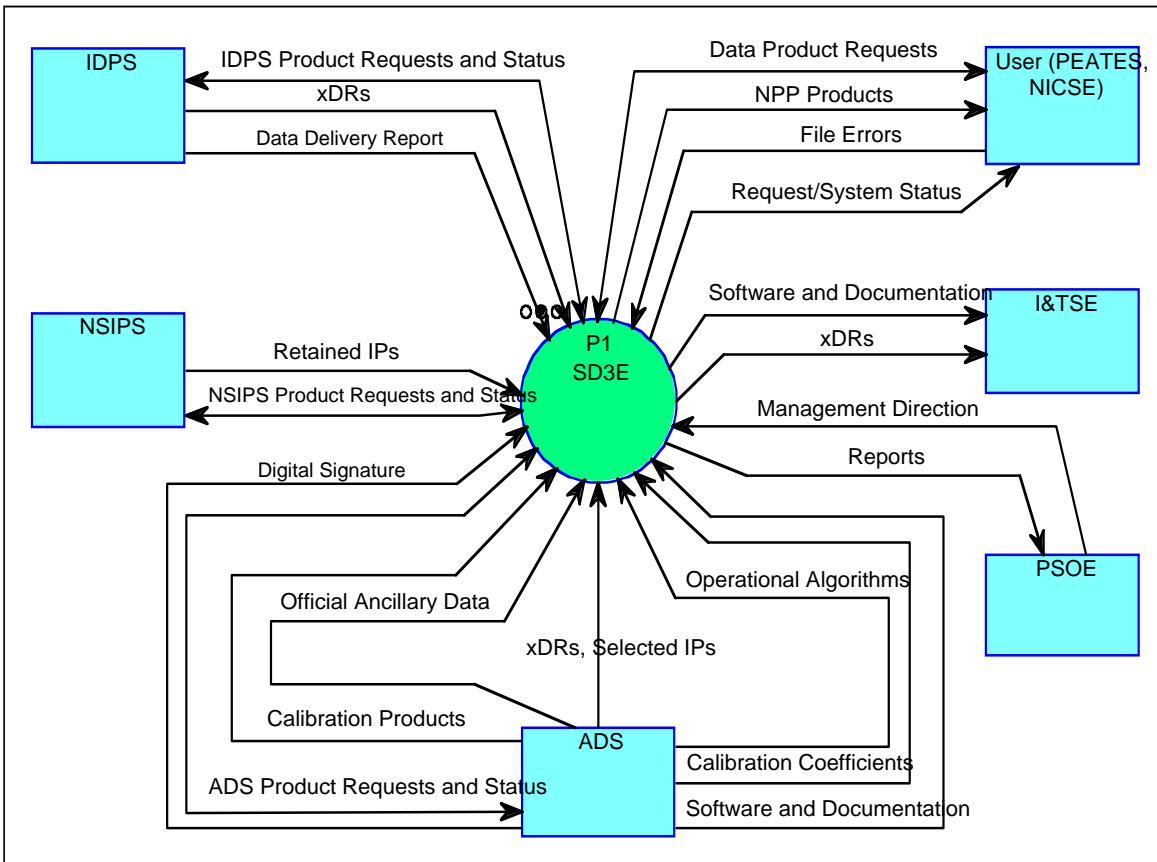 IDPS
IDPS Product Requests and Status
xDRs
Data Delivery Report
Data Product Requests
NPP Products
File Errors
Request/System Status
User (PEATES,
NICSE)
NSIPS
Retained IPs
NSIPS Product Requests and Status
P1
SD3E
Software and Documentation
xDRs
I&TSE
Management Direction
Reports
PSOE
Digital Signature
Official Ancillary Data
Calibration Products
ADS Product Requests and Status
xDRs, Selected IPs
ADS
Operational Algorithms
Calibration Coefficients
Software and Documentation